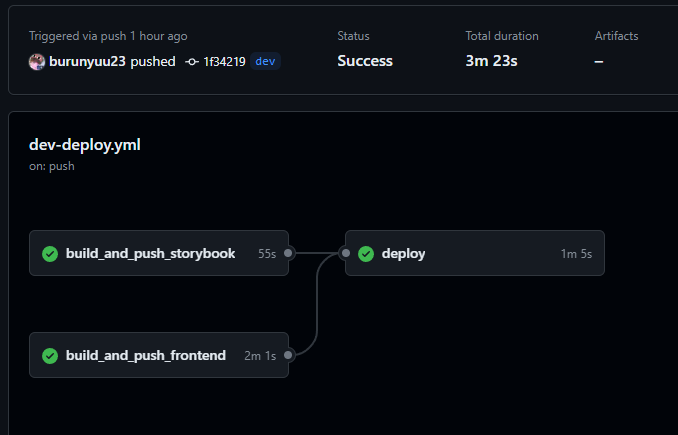 Triggered via push 1 hour ago
burunyuu23 pushed 1f34219 dev
Status
Success
Total duration
3m 23s
Artifacts
–
dev-deploy.yml
on: push
build_and_push_storybook 55s
deploy 1m 5s
build_and_push_frontend 2m 1s